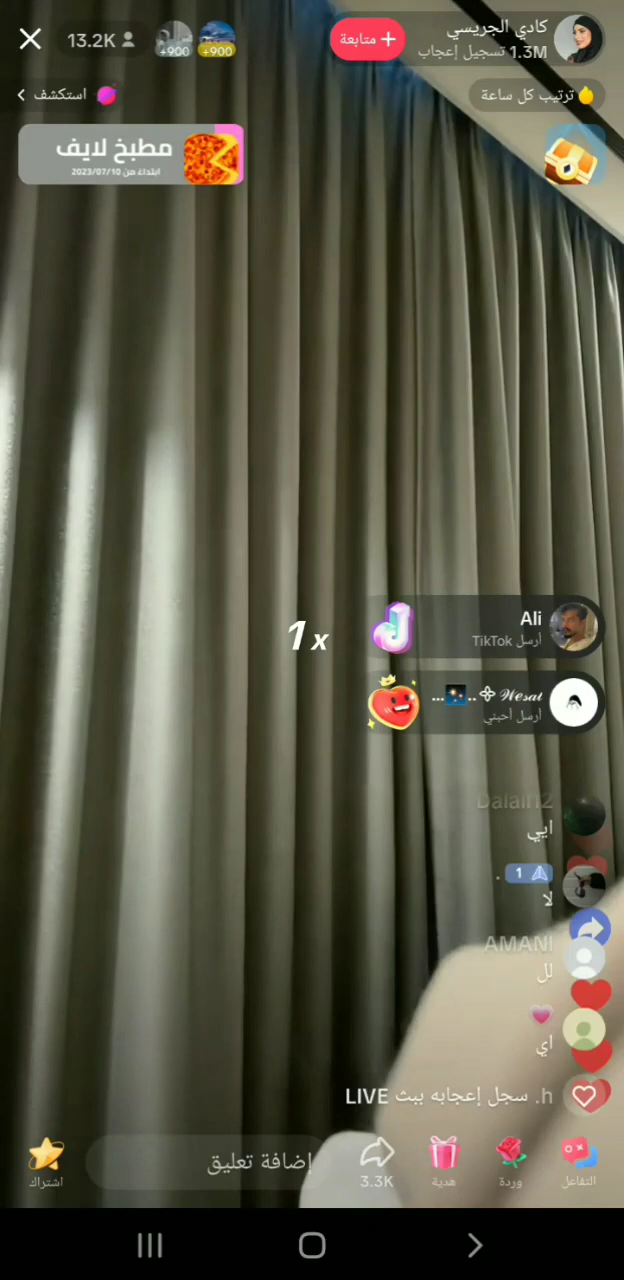 كادي الجريسي
1.3M تسجيل إعجاب
+ متابعة
+900
+900
13.2K
ترتيب كل ساعة
استكشف
مطبخ لايف
ابتداءً من 2023/07/10
Ali
أرسل TikTok
1x
𝒲𝑒𝓈𝒶𝓁 ..
أرسل أحبني
Dalal12
ايي
1 .
لا
AMANI
لل
اي
h. سجل إعجابه ببث LIVE
إضافة تعليق
3.3K
اشتراك
هدية
وردة
التفاعل